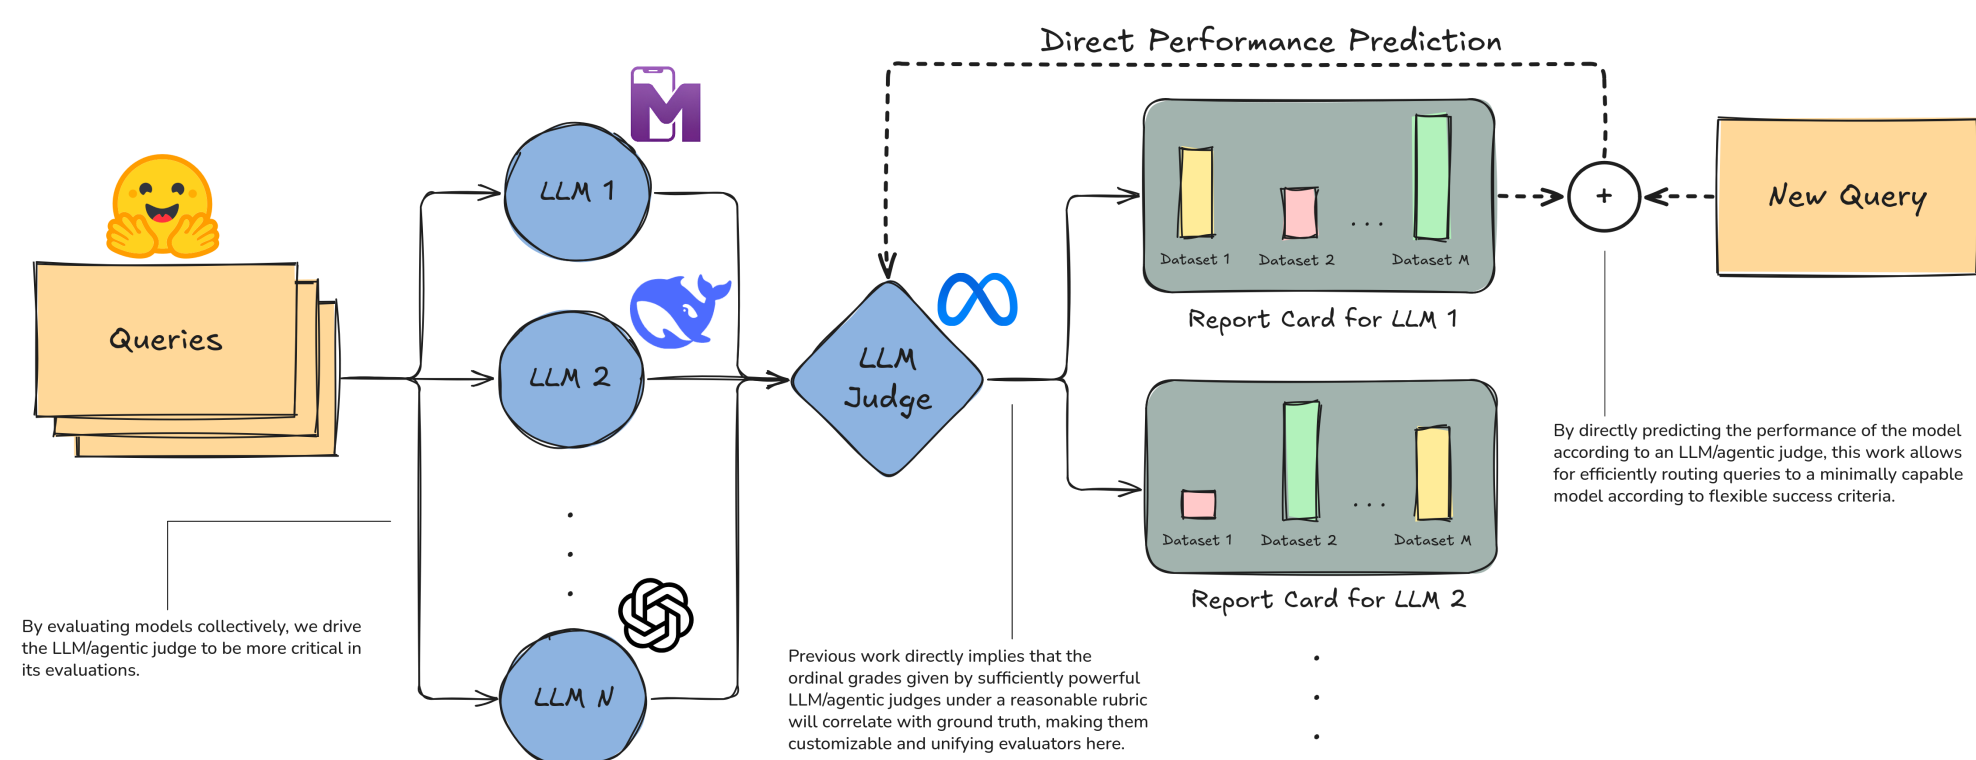 Direct Performance Prediction
LLM 1
New Query
Dataset 1
Dataset 2
. . .
Dataset M
Report Card for LLM 1
Queries
LLM 2
LLM
Judge
+
By directly predicting the performance of the model
according to an LLM/agentic judge, this work allows
for efficiently routing queries to a minimally capable
model according to flexible success criteria.
Dataset 1
Dataset 2
. . .
Dataset M
Report Card for LLM 2
By evaluating models collectively, we drive
the LLM/agentic judge to be more critical in
its evaluations.
LLM N
Previous work directly implies that the
ordinal grades given by sufficiently powerful
LLM/agentic judges under a reasonable rubric
will correlate with ground truth, making them
customizable and unifying evaluators here.